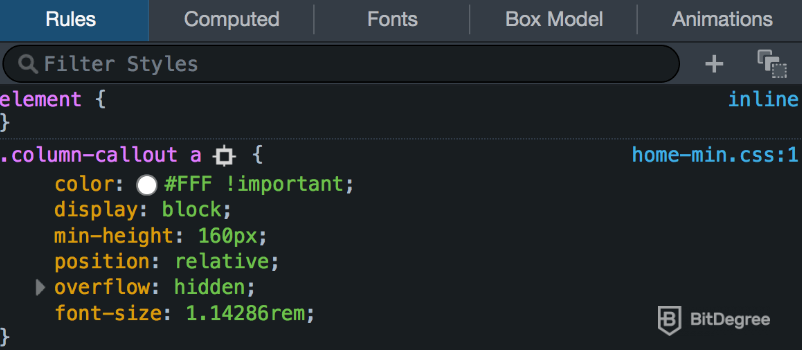 Rules Computed Fonts Box Model Animations
Filter Styles
element { inline
}
.column-callout a { home-min.css:1
color: #FFF !important;
display: block;
min-height: 160px;
position: relative;
overflow: hidden;
font-size: 1.14286rem;
}
B BitDegree